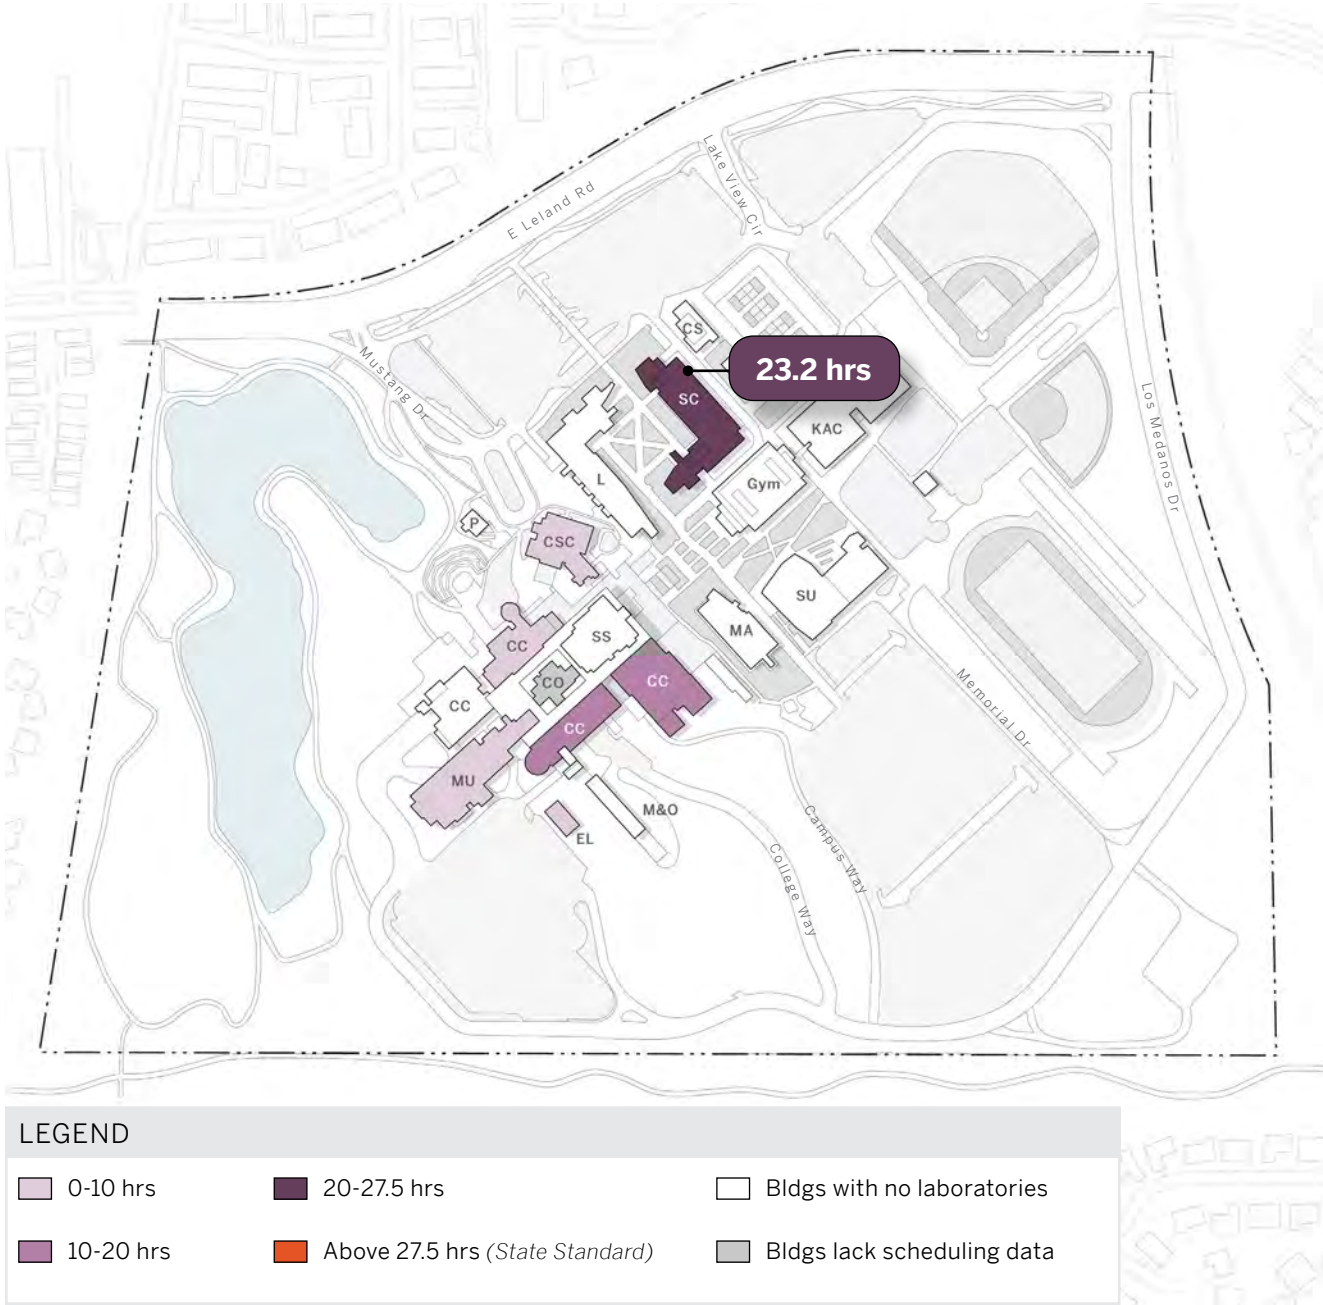 E Leland Rd
Lake View Cir
Mustang Dr
Los Medanos Dr
CS
23.2 hrs
SC
KAC
L
Gym
P
CSC
SU
MA
SS
CC
CO
CC
CC
CC
MU
M&O
EL
Memorial Dr
Campus Way
College Way
LEGEND
0-10 hrs
20-27.5 hrs
Bldgs with no laboratories
10-20 hrs
Above 27.5 hrs (State Standard)
Bldgs lack scheduling data